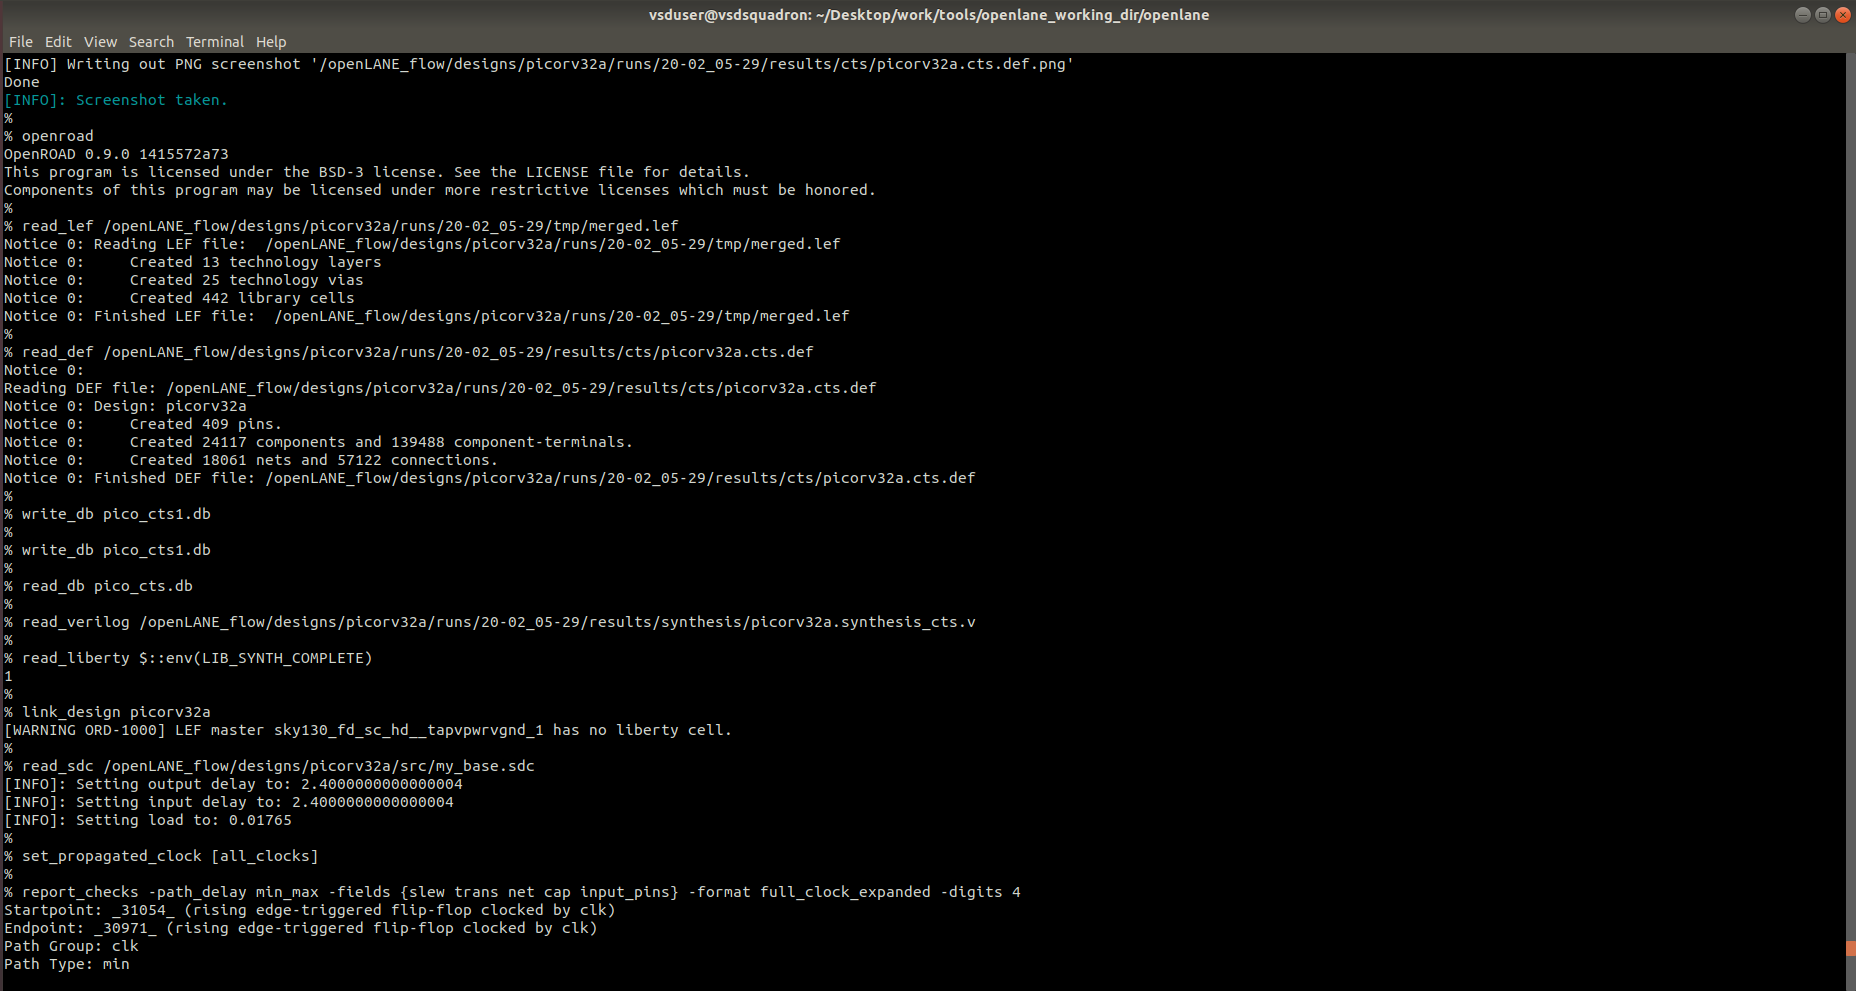 vsduser@vsdsquadron: ~/Desktop/work/tools/openlane_working_dir/openlane
File Edit View Search Terminal Help
[INFO] Writing out PNG screenshot '/openLANE_flow/designs/picorv32a/runs/20-02_05-29/results/cts/picorv32a.cts.def.png'
Done
[INFO]: Screenshot taken.
%
% openroad
OpenROAD 0.9.0 1415572a73
This program is licensed under the BSD-3 license. See the LICENSE file for details.
Components of this program may be licensed under more restrictive licenses which must be honored.
%
% read_lef /openLANE_flow/designs/picorv32a/runs/20-02_05-29/tmp/merged.lef
Notice 0: Reading LEF file:  /openLANE_flow/designs/picorv32a/runs/20-02_05-29/tmp/merged.lef
Notice 0:     Created 13 technology layers
Notice 0:     Created 25 technology vias
Notice 0:     Created 442 library cells
Notice 0: Finished LEF file:  /openLANE_flow/designs/picorv32a/runs/20-02_05-29/tmp/merged.lef
%
% read_def /openLANE_flow/designs/picorv32a/runs/20-02_05-29/results/cts/picorv32a.cts.def
Notice 0:
Reading DEF file: /openLANE_flow/designs/picorv32a/runs/20-02_05-29/results/cts/picorv32a.cts.def
Notice 0: Design: picorv32a
Notice 0:     Created 409 pins.
Notice 0:     Created 24117 components and 139488 component-terminals.
Notice 0:     Created 18061 nets and 57122 connections.
Notice 0: Finished DEF file: /openLANE_flow/designs/picorv32a/runs/20-02_05-29/results/cts/picorv32a.cts.def
%
% write_db pico_cts1.db
%
% write_db pico_cts1.db
%
% read_db pico_cts.db
%
% read_verilog /openLANE_flow/designs/picorv32a/runs/20-02_05-29/results/synthesis/picorv32a.synthesis_cts.v
%
% read_liberty $::env(LIB_SYNTH_COMPLETE)
1
%
% link_design picorv32a
[WARNING ORD-1000] LEF master sky130_fd_sc_hd__tapvpwrvgnd_1 has no liberty cell.
%
% read_sdc /openLANE_flow/designs/picorv32a/src/my_base.sdc
[INFO]: Setting output delay to: 2.4000000000000004
[INFO]: Setting input delay to: 2.4000000000000004
[INFO]: Setting load to: 0.01765
%
% set_propagated_clock [all_clocks]
%
% report_checks -path_delay min_max -fields {slew trans net cap input_pins} -format full_clock_expanded -digits 4
Startpoint: _31054_ (rising edge-triggered flip-flop clocked by clk)
Endpoint: _30971_ (rising edge-triggered flip-flop clocked by clk)
Path Group: clk
Path Type: min